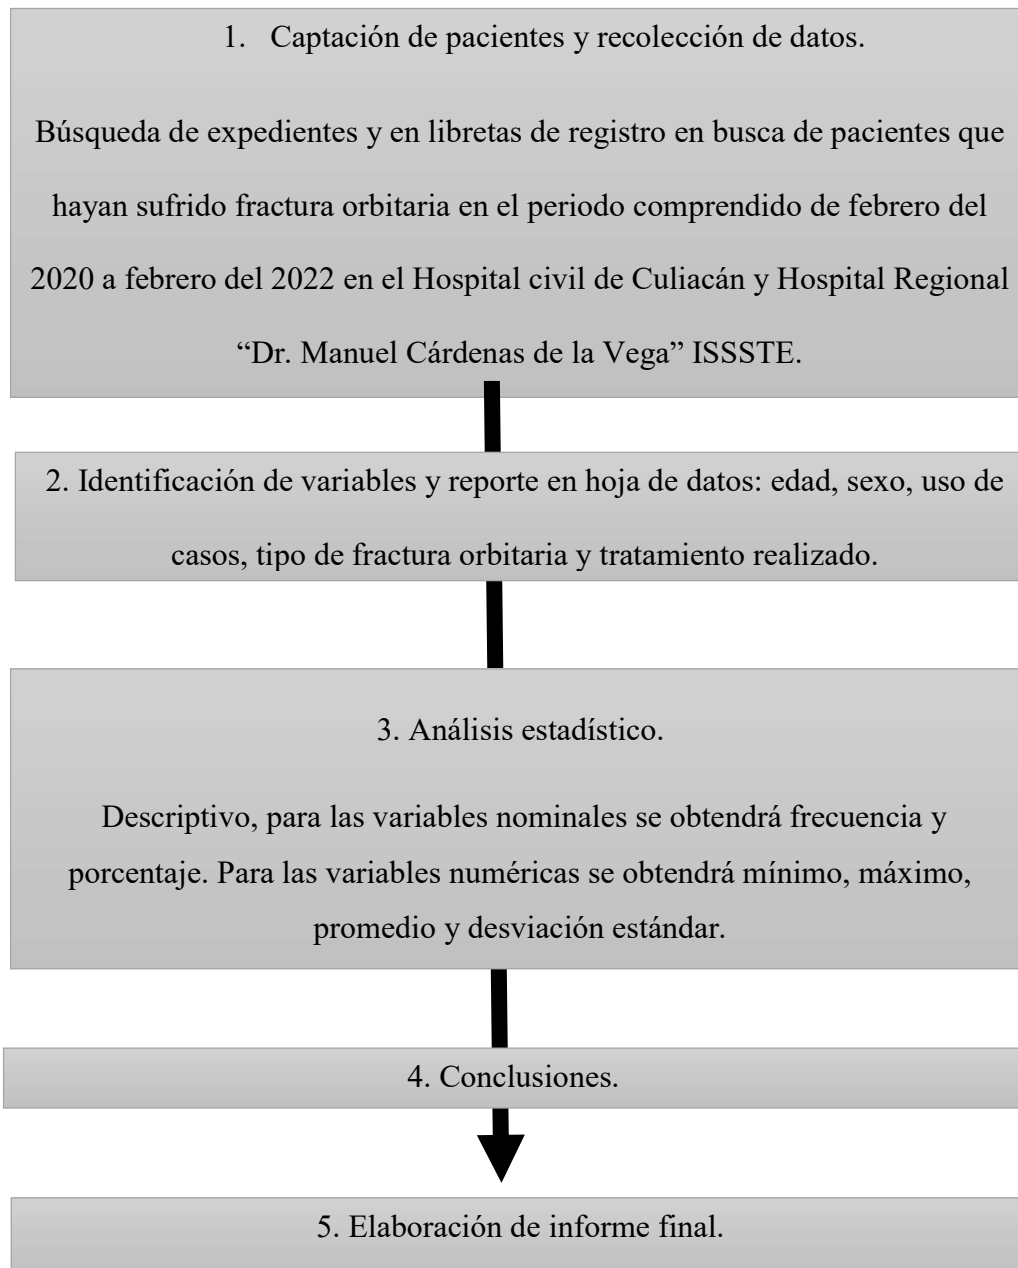 1. Captación de pacientes y recolección de datos.
Búsqueda de expedientes y en libretas de registro en busca de pacientes que
hayan sufrido fractura orbitaria en el periodo comprendido de febrero del
2020 a febrero del 2022 en el Hospital civil de Culiacán y Hospital Regional
“Dr. Manuel Cárdenas de la Vega” ISSSTE.
2. Identificación de variables y reporte en hoja de datos: edad, sexo, uso de
casos, tipo de fractura orbitaria y tratamiento realizado.
3. Análisis estadístico.
Descriptivo, para las variables nominales se obtendrá frecuencia y
porcentaje. Para las variables numéricas se obtendrá mínimo, máximo,
promedio y desviación estándar.
4. Conclusiones.
5. Elaboración de informe final.